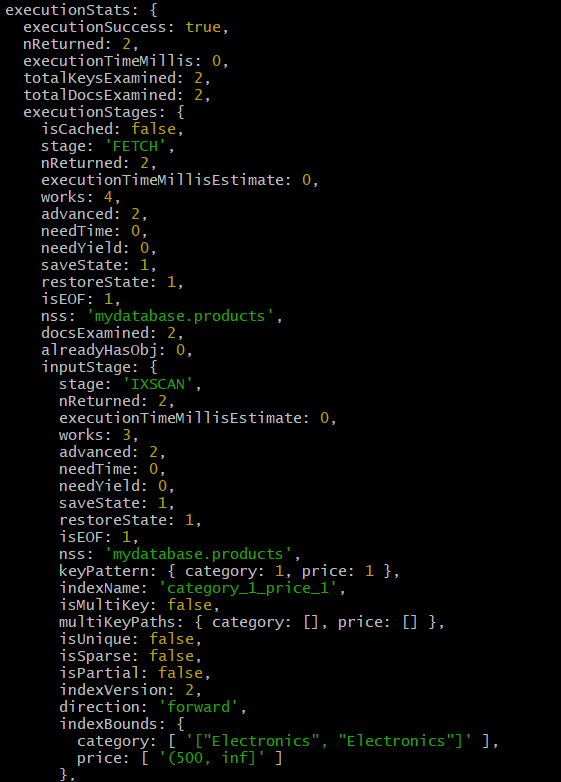 executionStats: {
  executionSuccess: true,
  nReturned: 2,
  executionTimeMillis: 0,
  totalKeysExamined: 2,
  totalDocsExamined: 2,
  executionStages: {
    isCached: false,
    stage: 'FETCH',
    nReturned: 2,
    executionTimeMillisEstimate: 0,
    works: 4,
    advanced: 2,
    needTime: 0,
    needYield: 0,
    saveState: 1,
    restoreState: 1,
    isEOF: 1,
    nss: 'mydatabase.products',
    docsExamined: 2,
    alreadyHasObj: 0,
    inputStage: {
      stage: 'IXSCAN',
      nReturned: 2,
      executionTimeMillisEstimate: 0,
      works: 3,
      advanced: 2,
      needTime: 0,
      needYield: 0,
      saveState: 1,
      restoreState: 1,
      isEOF: 1,
      nss: 'mydatabase.products',
      keyPattern: { category: 1, price: 1 },
      indexName: 'category_1_price_1',
      isMultiKey: false,
      multiKeyPaths: { category: [], price: [] },
      isUnique: false,
      isSparse: false,
      isPartial: false,
      indexVersion: 2,
      direction: 'forward',
      indexBounds: {
        category: [ '["Electronics", "Electronics"]' ],
        price: [ '(500, inf]' ]
      },